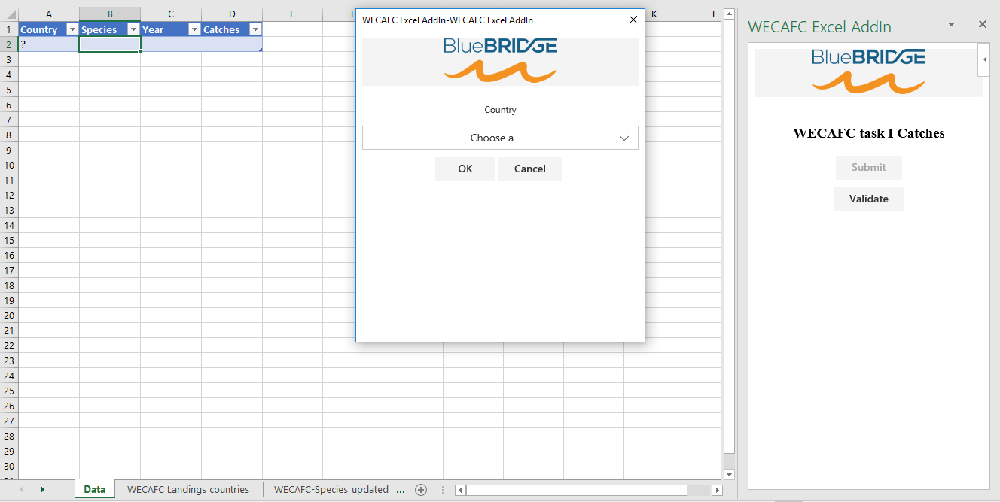 A B C D E F K L
1 Country Species Year Catches
2 ?
3
4
5
6
7
8
9
10
11
12
13
14
15
16
17
18
19
20
21
22
23
24
25
26
27
28
29
30
31
Data WECAFC Landings countries WECAFC-Species_updated_ ...
WECAFC Excel AddIn-WECAFC Excel AddIn
BlueBRIDGE
Country
Choose a
OK Cancel
WECAFC Excel AddIn
BlueBRIDGE
WECAFC task I Catches
Submit
Validate